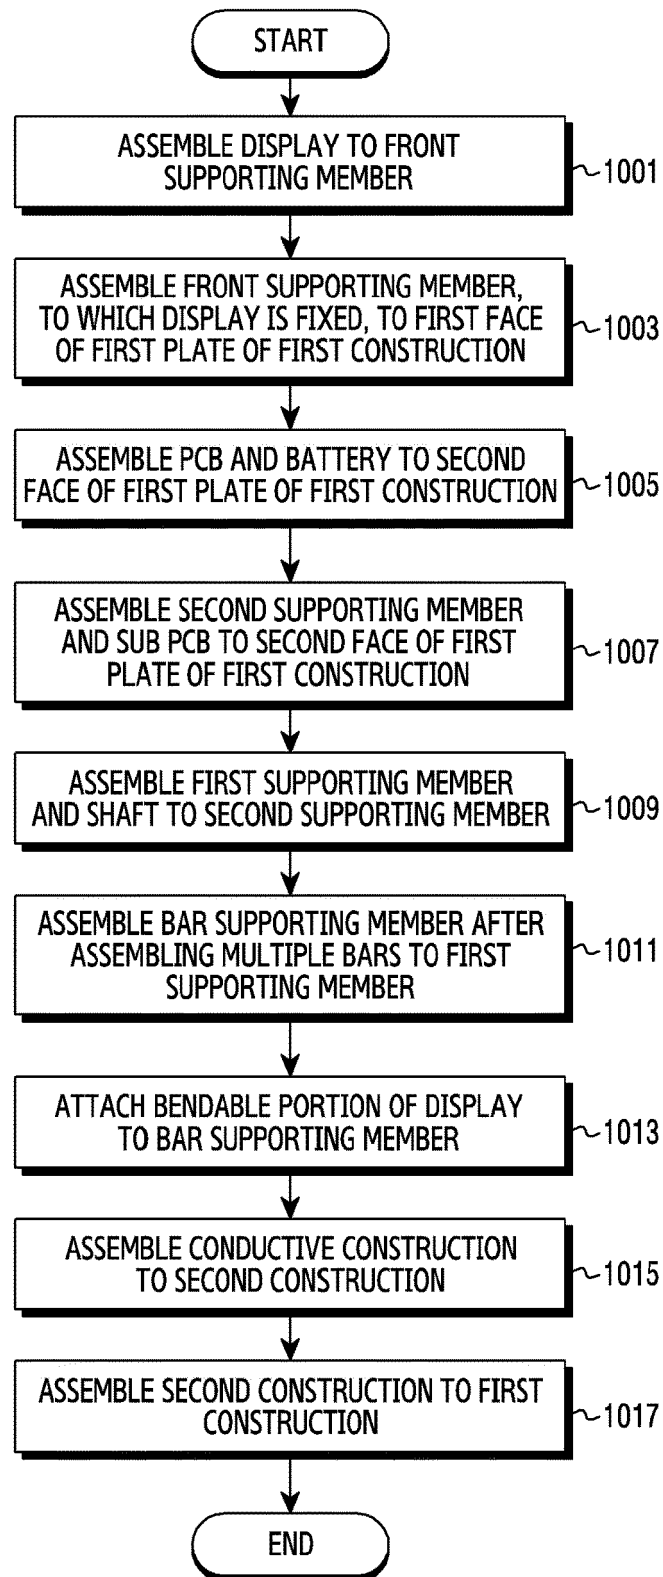 START
ASSEMBLE DISPLAY TO FRONT
SUPPORTING MEMBER
1001
ASSEMBLE FRONT SUPPORTING MEMBER,
TO WHICH DISPLAY IS FIXED, TO FIRST FACE
OF FIRST PLATE OF FIRST CONSTRUCTION
1003
ASSEMBLE PCB AND BATTERY TO SECOND
FACE OF FIRST PLATE OF FIRST CONSTRUCTION
1005
ASSEMBLE SECOND SUPPORTING MEMBER
AND SUB PCB TO SECOND FACE OF FIRST
PLATE OF FIRST CONSTRUCTION
1007
ASSEMBLE FIRST SUPPORTING MEMBER
AND SHAFT TO SECOND SUPPORTING MEMBER
1009
ASSEMBLE BAR SUPPORTING MEMBER AFTER
ASSEMBLING MULTIPLE BARS TO FIRST
SUPPORTING MEMBER
1011
ATTACH BENDABLE PORTION OF DISPLAY
TO BAR SUPPORTING MEMBER
1013
ASSEMBLE CONDUCTIVE CONSTRUCTION
TO SECOND CONSTRUCTION
1015
ASSEMBLE SECOND CONSTRUCTION TO FIRST
CONSTRUCTION
1017
END